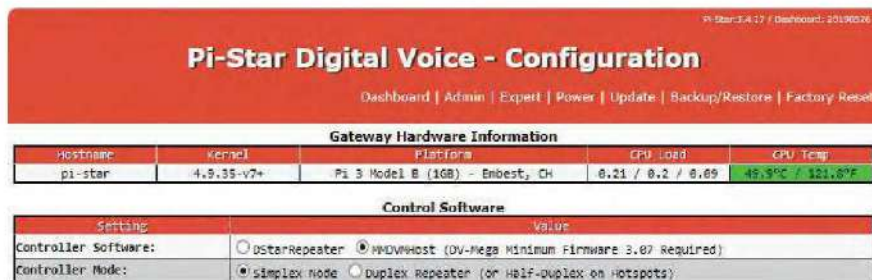 Pi-Star:3.4.17 / Dashboard: 20190526
Pi-Star Digital Voice - Configuration
Dashboard | Admin | Expert | Power | Update | Backup/Restore | Factory Reset
Gateway Hardware Information
Hostname Kernel Platform CPU Load CPU Temp
pi-star 4.9.35-v7+ Pi 3 Model B (1GB) - Embest, CH 0.21 / 0.2 / 0.09 49.9°C / 121.8°F
Control Software
Setting Value
Controller Software: DStarRepeater MMDVMHost (DV-Mega Minimum Firmware 3.07 Required)
Controller Mode: Simplex Node Duplex Repeater (or Half-Duplex on Hotspots)